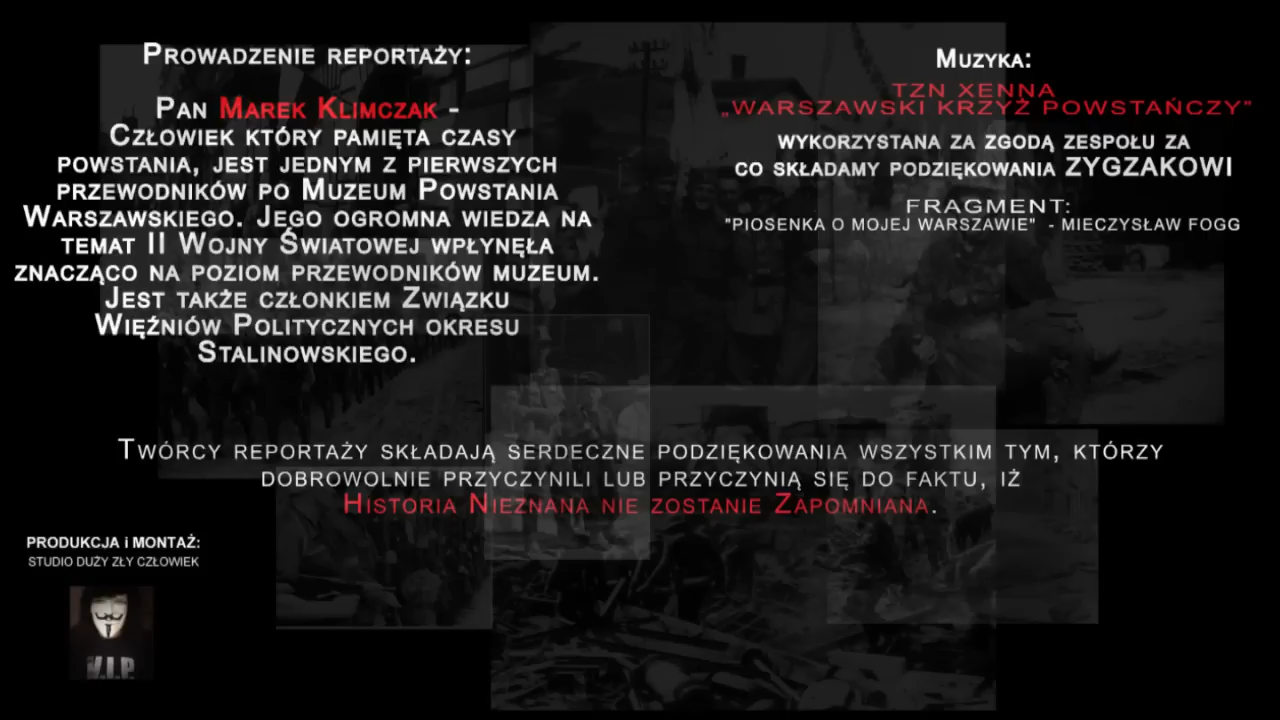 Prowadzenie reportaży:
Pan Marek Klimczak -
Człowiek który pamięta czasy
powstania, jest jednym z pierwszych
przewodników po Muzeum Powstania
Warszawskiego. Jego ogromna wiedza na
temat II Wojny Światowej wpłynęła
znacząco na poziom przewodników muzeum.
Jest także członkiem Związku
Więźniów Politycznych okresu
Stalinowskiego.
Muzyka:
TZN XENNA
„WARSZAWSKI KRZYŻ POWSTAŃCZY”
WYKORZYSTANA ZA ZGODĄ ZESPOŁU ZA
CO SKŁADAMY PODZIĘKOWANIA ZYGZAKOWI
FRAGMENT:
"PIOSENKA O MOJEJ WARSZAWIE" - MIECZYSŁAW FOGG
Twórcy reportaży składają serdeczne podziękowania wszystkim tym, którzy
dobrowolnie przyczynili lub przyczynią się do faktu, iż
Historia Nieznana nie zostanie Zapomniana.
PRODUKCJA i MONTAŻ:
STUDIO DUŻY ZŁY CZŁOWIEK
V.I.P.